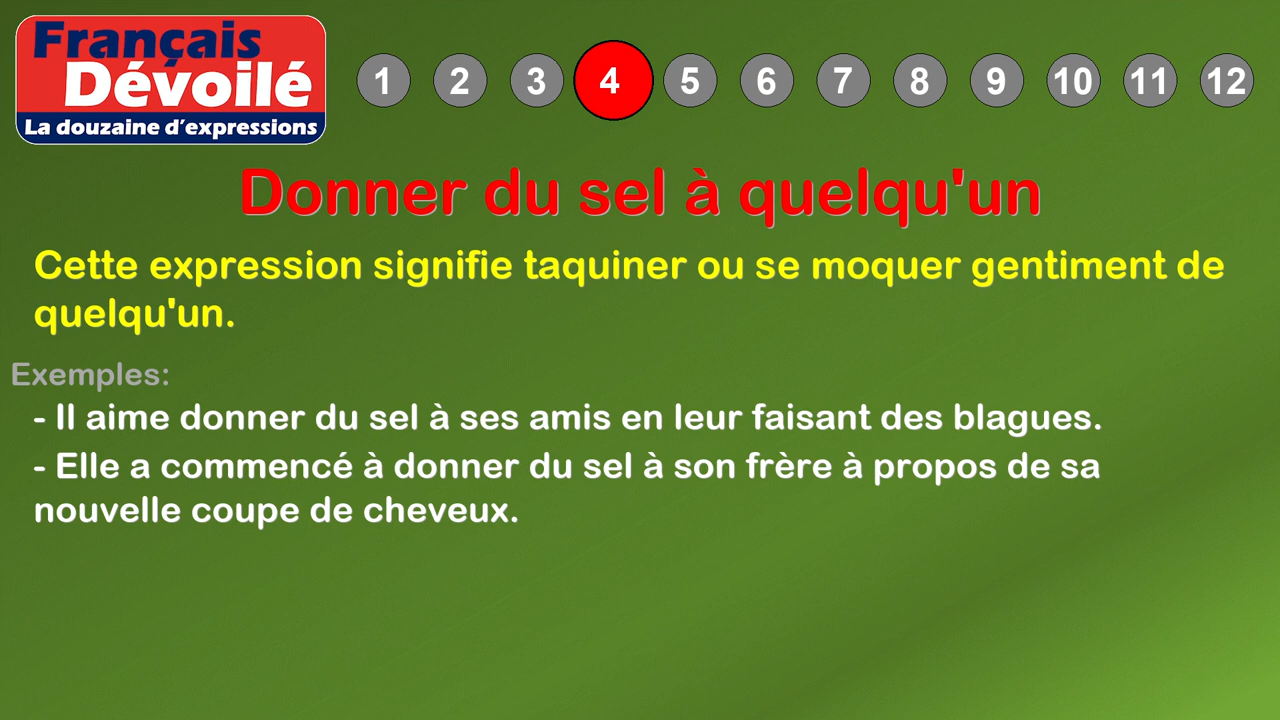 Français
Dévoilé
La douzaine d'expressions
1 2 3 4 5 6 7 8 9 10 11 12
Donner du sel à quelqu'un
Cette expression signifie taquiner ou se moquer gentiment de
quelqu'un.
Exemples:
- Il aime donner du sel à ses amis en leur faisant des blagues.
- Elle a commencé à donner du sel à son frère à propos de sa
nouvelle coupe de cheveux.